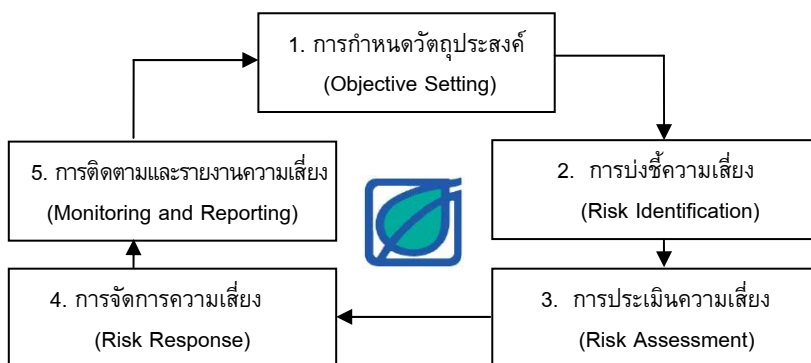 1. การกำหนดวัตถุประสงค์
(Objective Setting)
2. การบ่งชี้ความเสี่ยง
(Risk Identification)
3. การประเมินความเสี่ยง
(Risk Assessment)
4. การจัดการความเสี่ยง
(Risk Response)
5. การติดตามและรายงานความเสี่ยง
(Monitoring and Reporting)